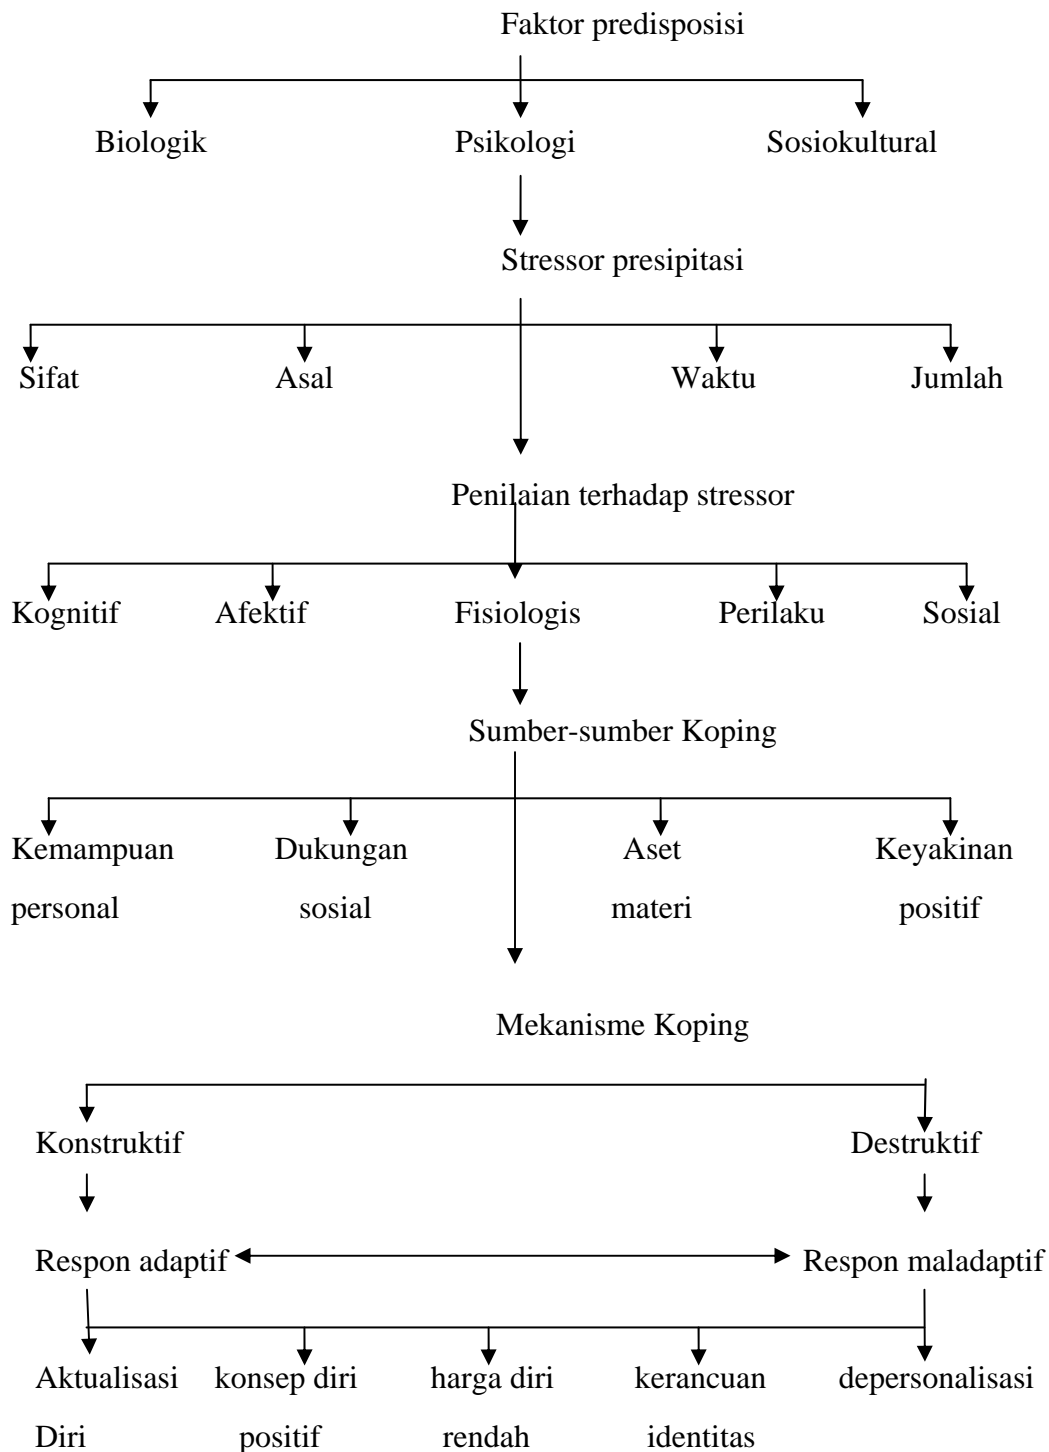 Faktor predisposisi
Biologik Psikologi Sosiokultural
Stressor presipitasi
Sifat Asal Waktu Jumlah
Penilaian terhadap stressor
Kognitif Afektif Fisiologis Perilaku Sosial
Sumber-sumber Koping
Kemampuan Dukungan Aset Keyakinan
personal sosial materi positif
Mekanisme Koping
Konstruktif Destruktif
Respon adaptif Respon maladaptif
Aktualisasi konsep diri harga diri kerancuan depersonalisasi
Diri positif rendah identitas